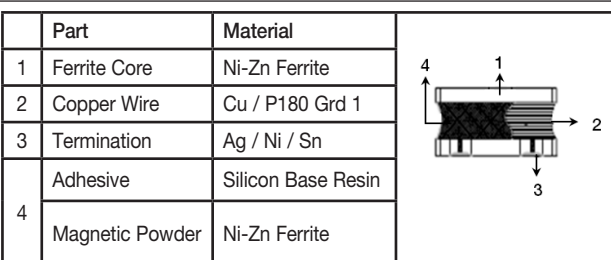 Part Material
1 Ferrite Core Ni-Zn Ferrite
2 Copper Wire Cu / P180 Grd 1
3 Termination Ag / Ni / Sn
4 Adhesive Silicon Base Resin
Magnetic Powder Ni-Zn Ferrite
4 1
2
3